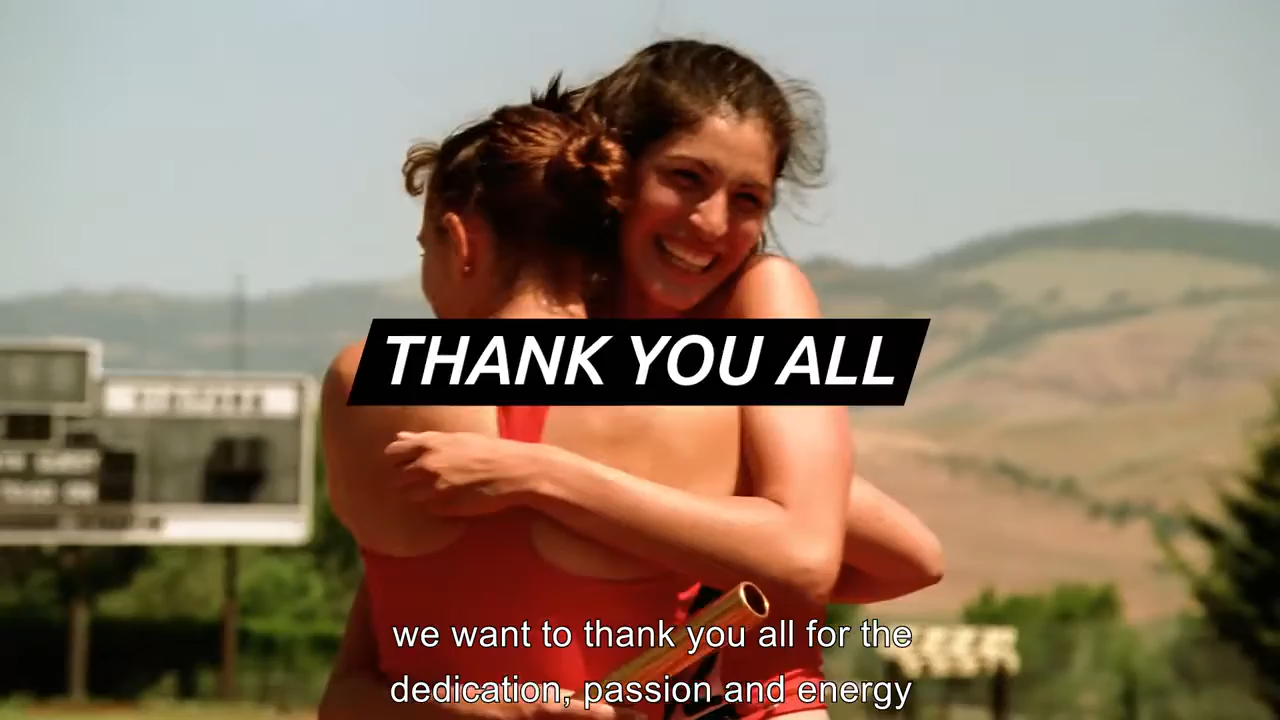 THANK YOU ALL
we want to thank you all for the
dedication, passion and energy